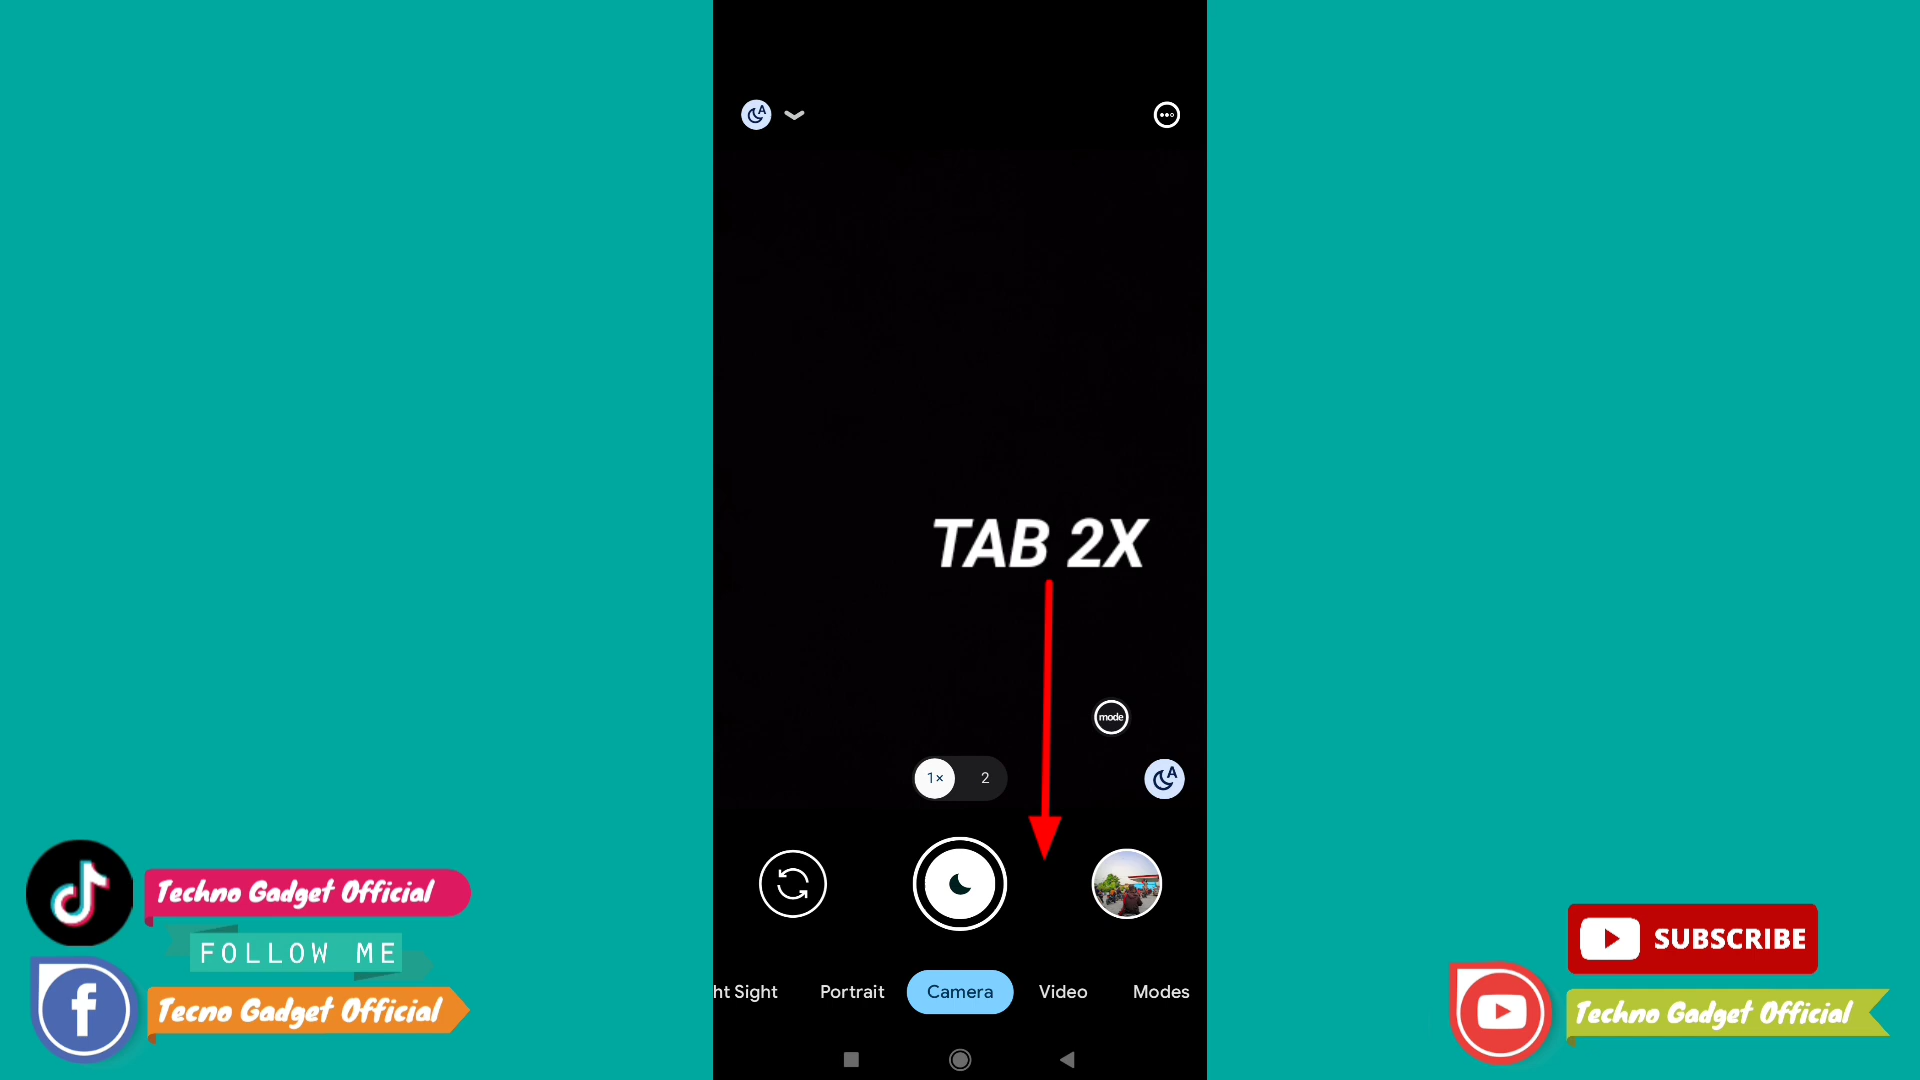 A
TAB 2X
mode
1×
2
A
ht Sight
Portrait
Camera
Video
Modes
Techno Gadget Official
FOLLOW ME
Tecno Gadget Official
SUBSCRIBE
Techno Gadget Official